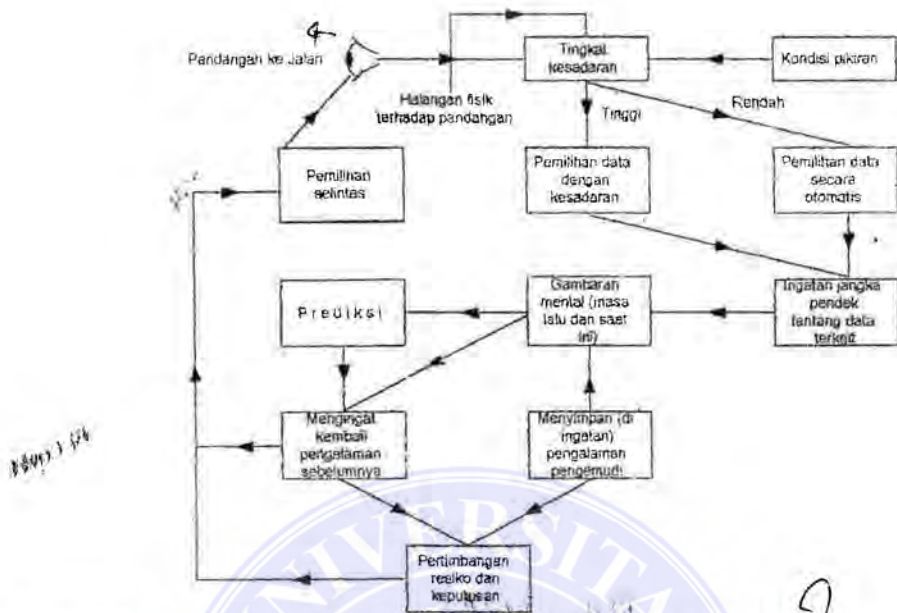 Pandangan ke Jalan
Halangan fisik
terhadap pandangan
Tingkat
kesadaran
Kondisi pikiran
Tinggi
Rendah
Pemilihan
selintas
Pemilihan data
dengan
kesadaran
Pemilihan data
secara
otomatis
Prediksi
Gambaran
mental (masa
lalu dan saat
ini)
Ingatan jangka
pendek
tentang data
Mengingat
kembali
pengalaman
sebelumnya
Menyimpan (di
ingatan)
pengalaman
pengemudi
Pertimbangan
resiko dan
keputusan